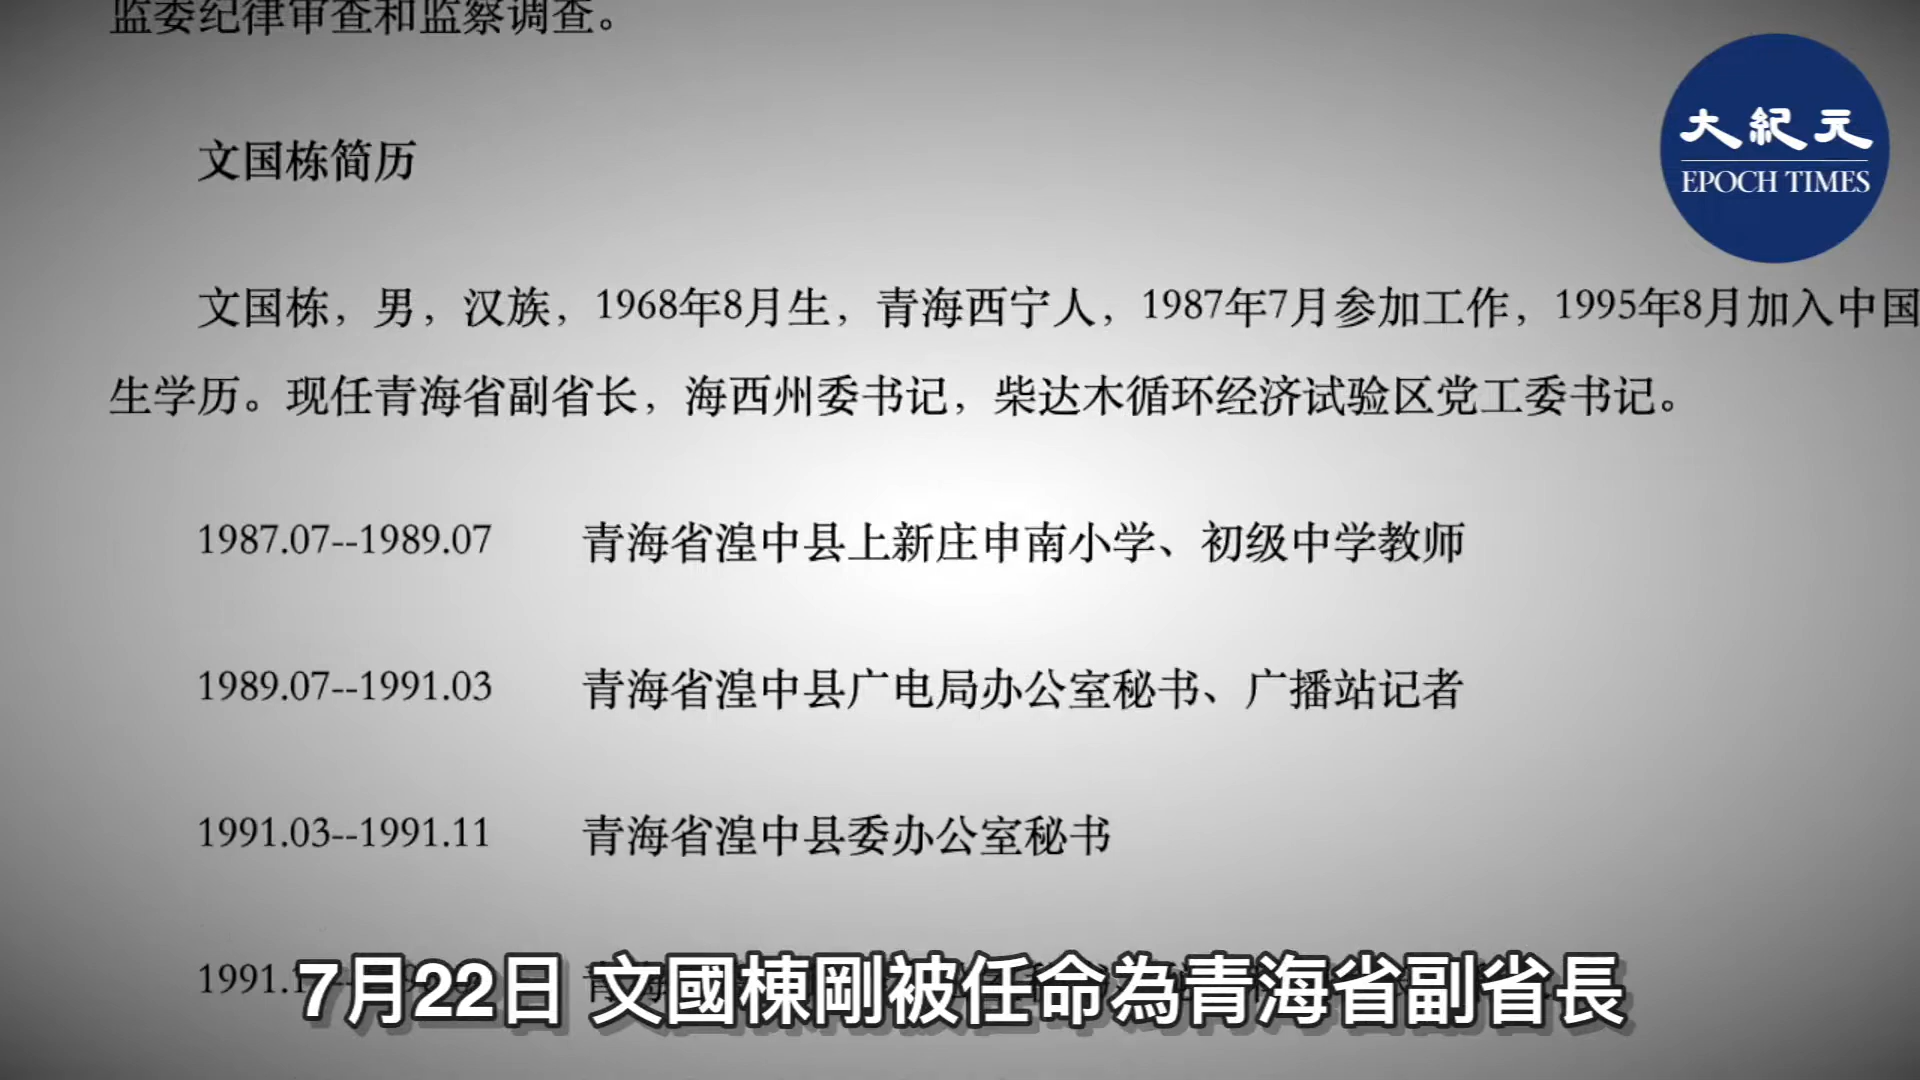 监委纪律审查和监察调查。
大紀元
EPOCH TIMES
文国栋简历
文国栋，男，汉族，1968年8月生，青海西宁人，1987年7月参加工作，1995年8月加入中国
生学历。现任青海省副省长，海西州委书记，柴达木循环经济试验区党工委书记。
1987.07--1989.07 青海省湟中县上新庄申南小学、初级中学教师
1989.07--1991.03 青海省湟中县广电局办公室秘书、广播站记者
1991.03--1991.11 青海省湟中县委办公室秘书
7月22日 文國棟剛被任命為青海省副省長